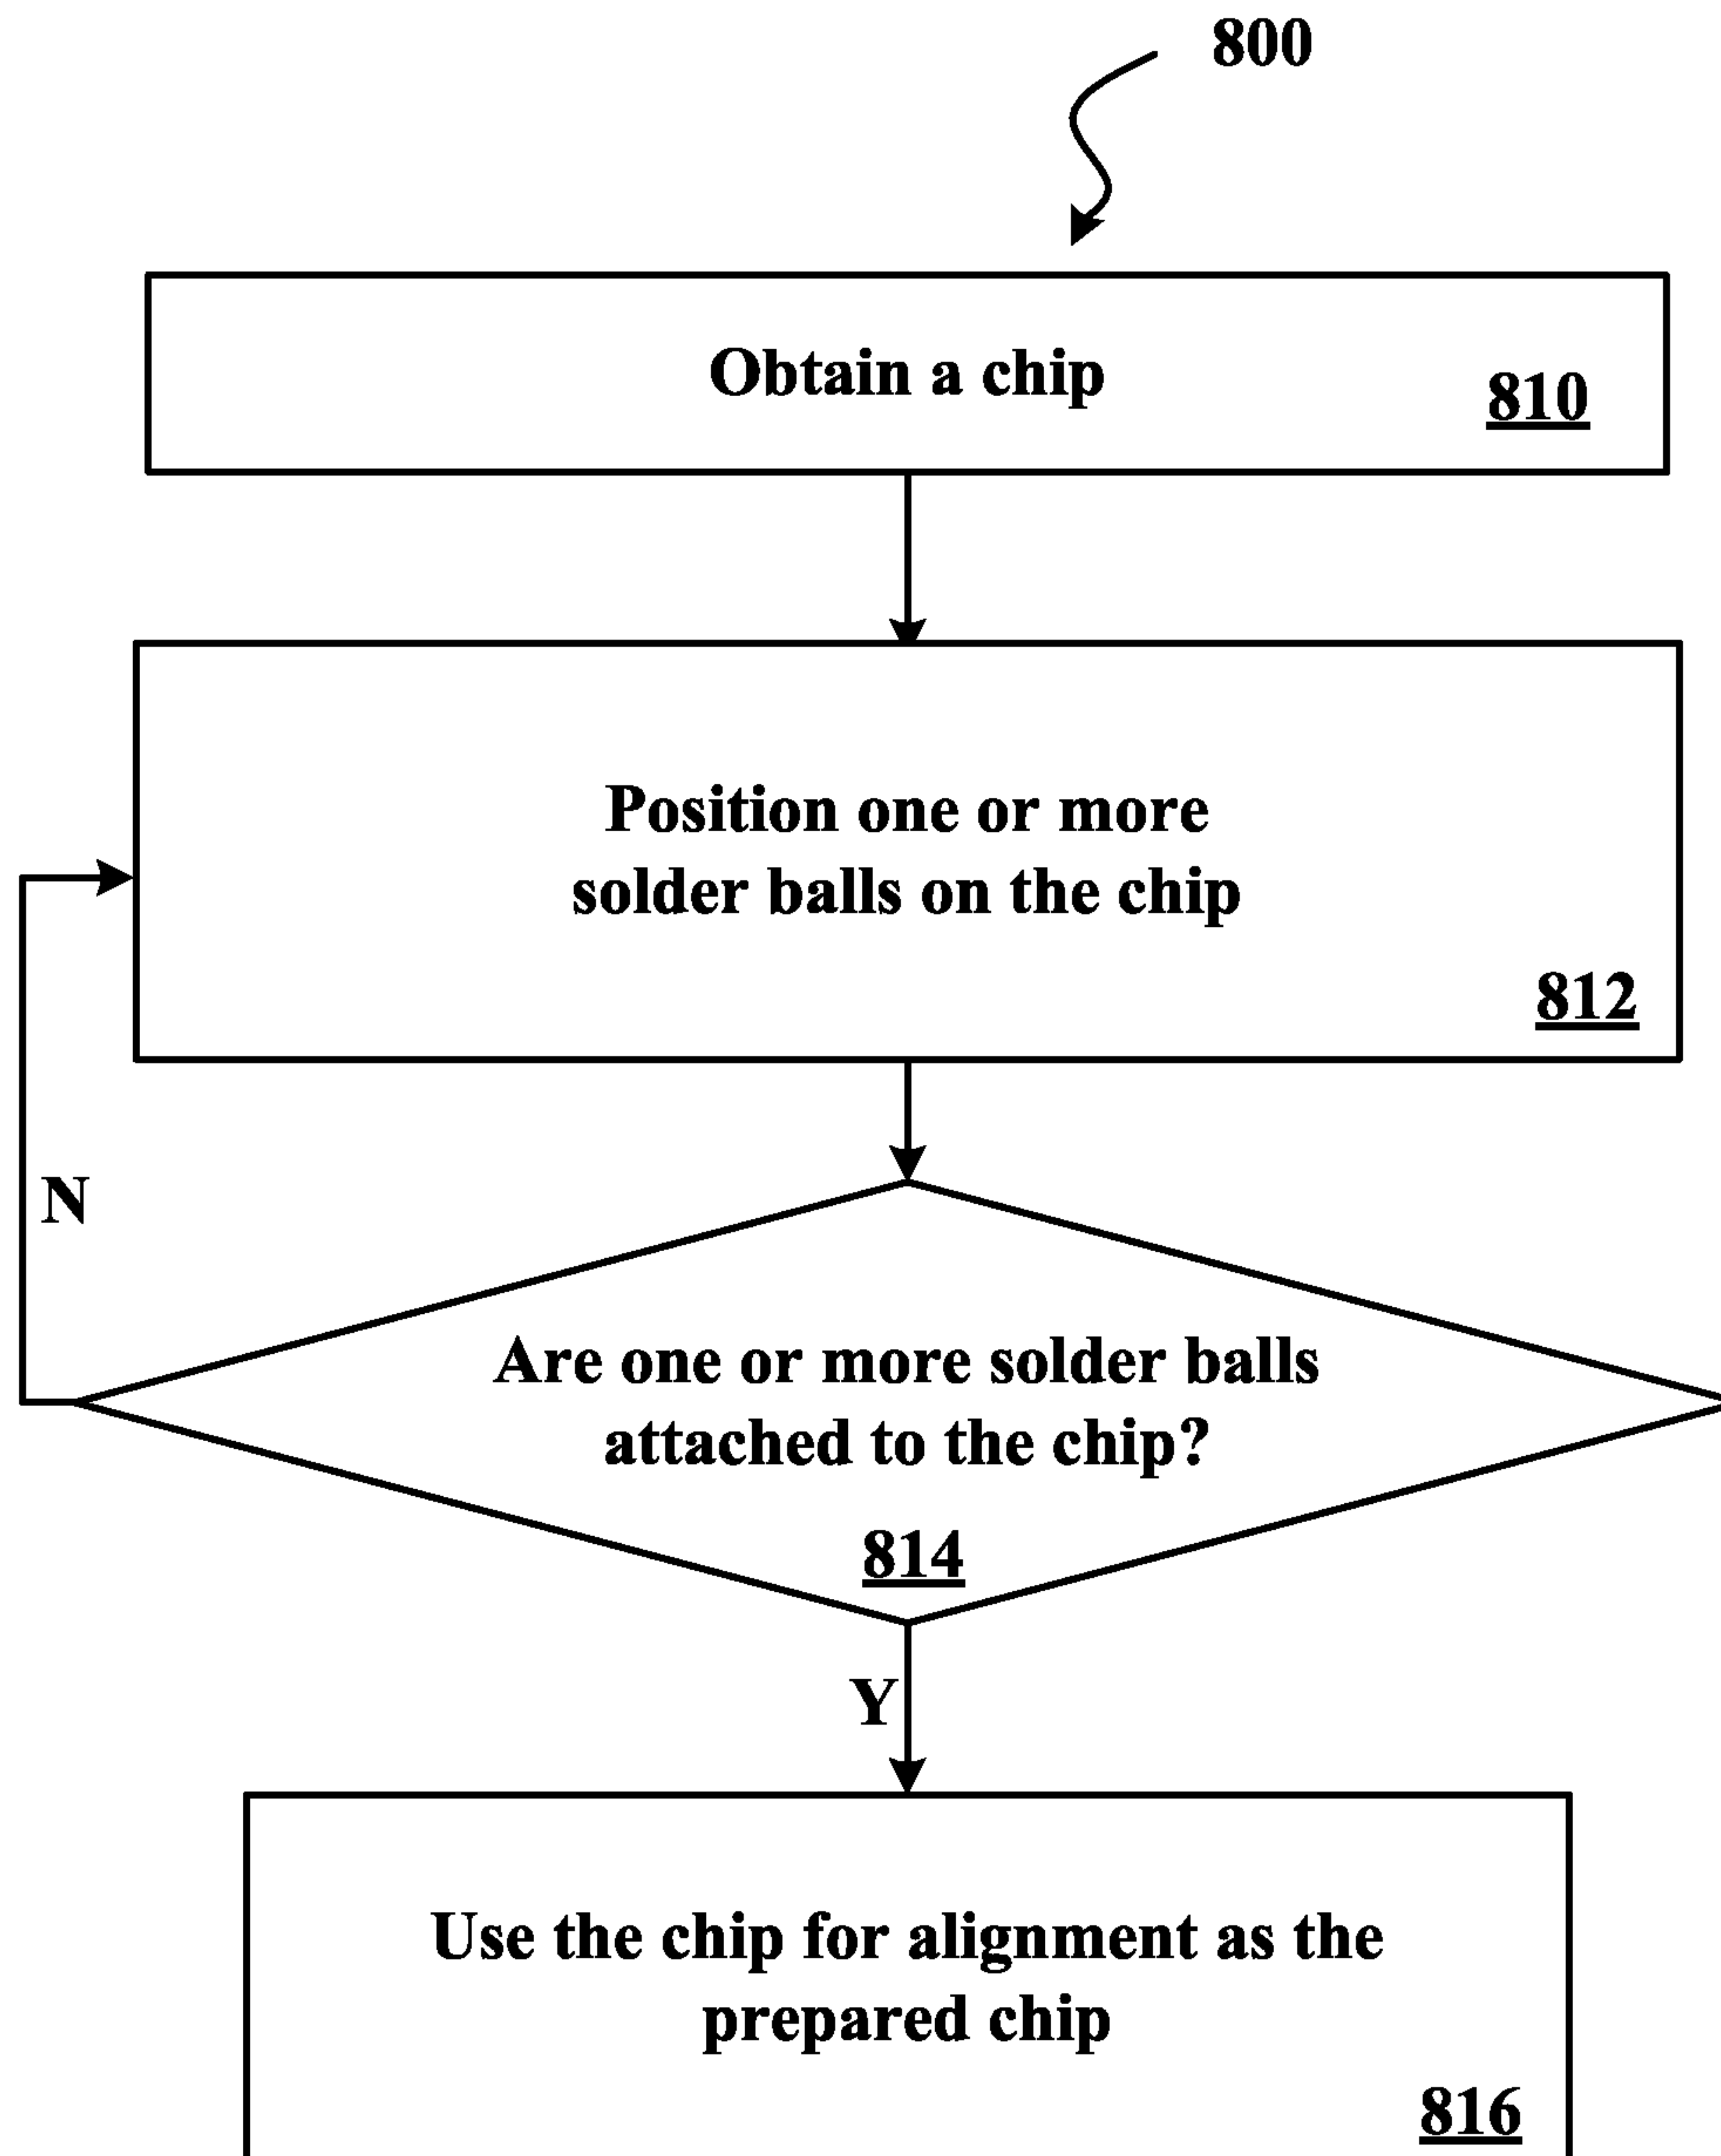 800
Obtain a chip
810
Position one or more
solder balls on the chip
812
N
Are one or more solder balls
attached to the chip?
814
Y
Use the chip for alignment as the
prepared chip
816